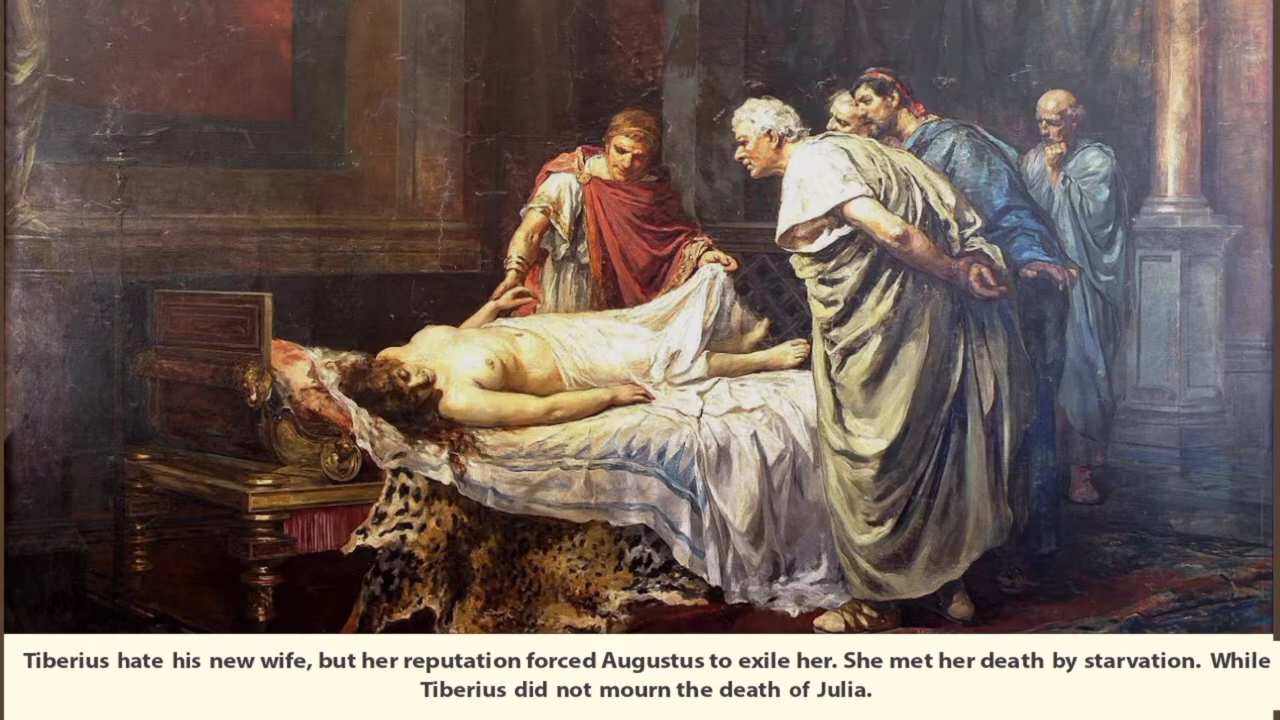 Tiberius hate his new wife, but her reputation forced Augustus to exile her. She met her death by starvation. While
Tiberius did not mourn the death of Julia.